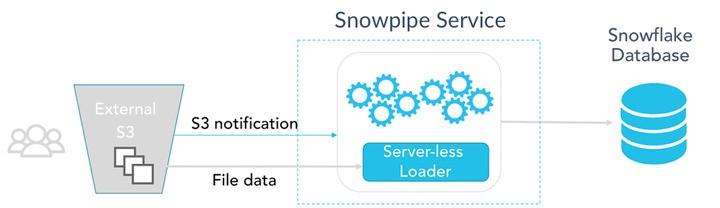 Snowpipe Service
Snowflake
Database
External
S3
S3 notification
File data
Server-less
Loader